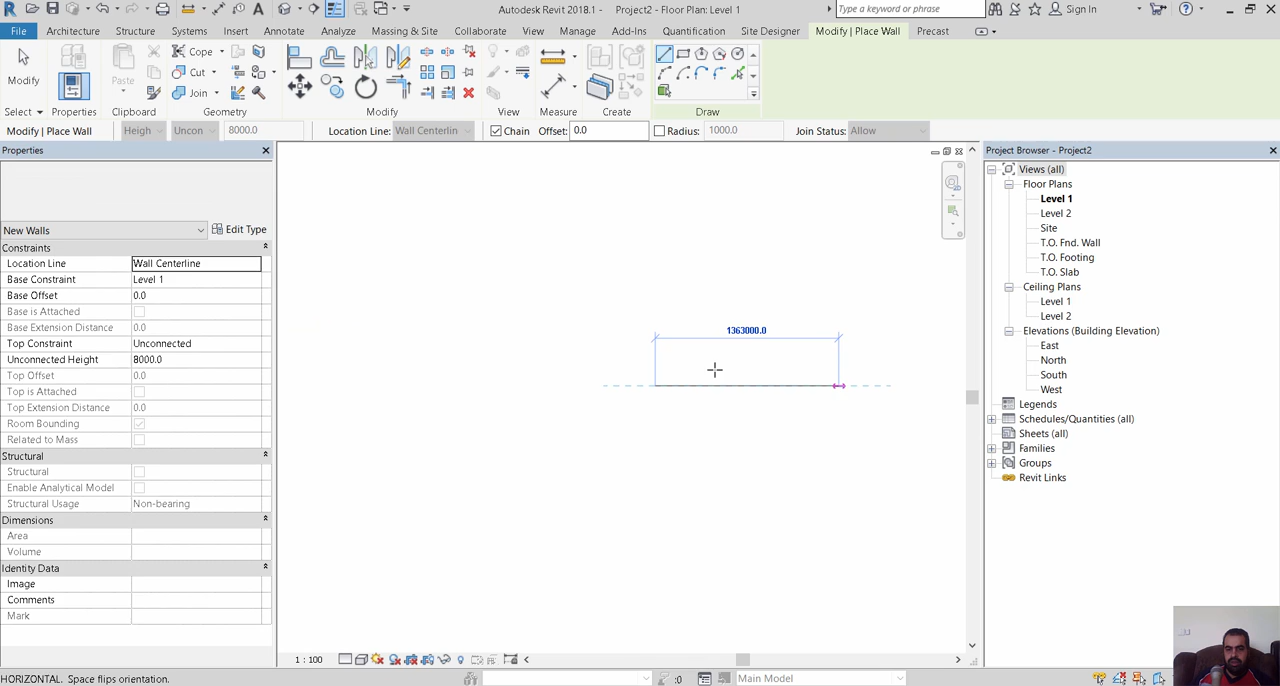 Autodesk Revit 2018.1 - Project2 - Floor Plan: Level 1
Type a keyword or phrase
Sign In
File Architecture Structure Systems Insert Annotate Analyze Massing & Site Collaborate View Manage Add-Ins Quantification Site Designer Modify | Place Wall Precast
Modify
Paste
Cope
Cut
Join
Select Properties Clipboard Geometry Modify View Measure Create Draw
Modify | Place Wall Heigh Uncon 8000.0 Location Line: Wall Centerlin Chain Offset: 0.0 Radius: 1000.0 Join Status: Allow
Properties
New Walls Edit Type
Constraints
Location Line Wall Centerline
Base Constraint Level 1
Base Offset 0.0
Base is Attached
Base Extension Distance 0.0
Top Constraint Unconnected
Unconnected Height 8000.0
Top Offset 0.0
Top is Attached
Top Extension Distance 0.0
Room Bounding
Related to Mass
Structural
Structural
Enable Analytical Model
Structural Usage Non-bearing
Dimensions
Area
Volume
Identity Data
Image
Comments
Mark
1363000.0
Project Browser - Project2
Views (all)
Floor Plans
Level 1
Level 2
Site
T.O. Fnd. Wall
T.O. Footing
T.O. Slab
Ceiling Plans
Level 1
Level 2
Elevations (Building Elevation)
East
North
South
West
Legends
Schedules/Quantities (all)
Sheets (all)
Families
Groups
Revit Links
1 : 100
HORIZONTAL. Space flips orientation.
:0
Main Model